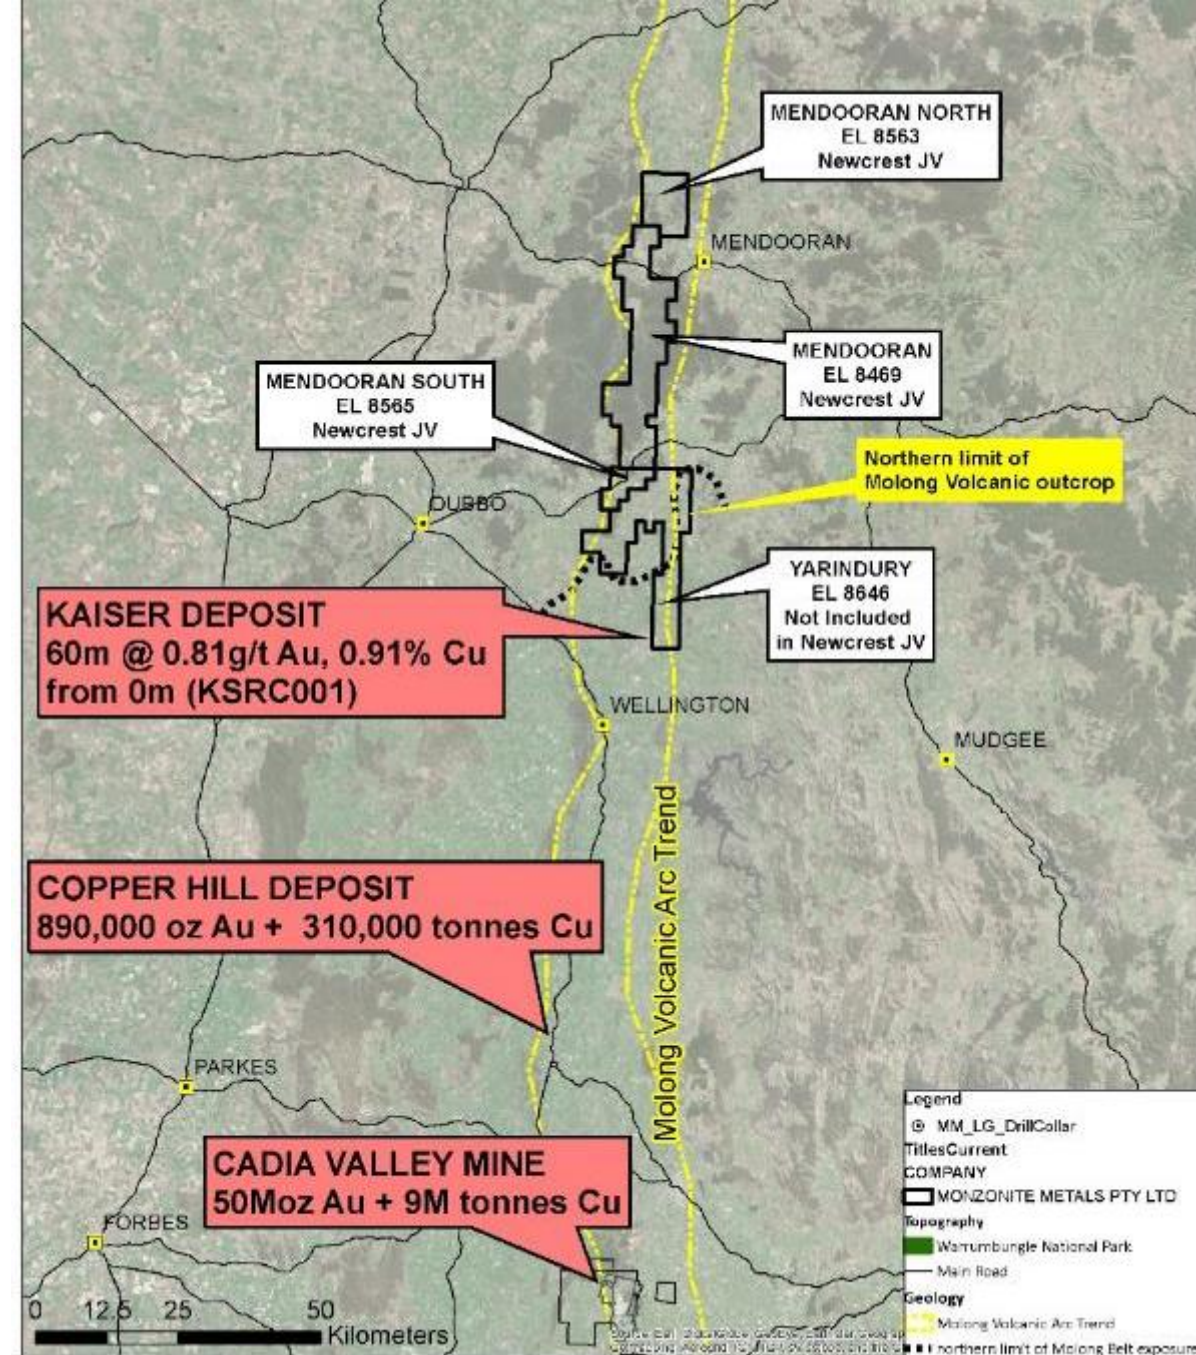 MENDOORAN NORTH
EL 8563
Newcrest JV
MENDOORAN
MENDOORAN
EL 8469
Newcrest JV
MENDOORAN SOUTH
EL 8565
Newcrest JV
Northern limit of
Molong Volcanic outcrop
DUBBO
YARINDURY
EL 8646
Not Included
in Newcrest JV
KAISER DEPOSIT
60m @ 0.81g/t Au, 0.91% Cu
from 0m (KSRC001)
WELLINGTON
MUDGEE
Molong Volcanic Arc Trend
COPPER HILL DEPOSIT
890,000 oz Au + 310,000 tonnes Cu
PARKES
CADIA VALLEY MINE
50Moz Au + 9M tonnes Cu
FORBES
0 12.5 25 50
Kilometers
Legend
MM_LG_DrillCollar
TitlesCurrent
COMPANY
MONZONITE METALS PTY LTD
Topography
Warrumbungle National Park
Main Road
Geology
Molong Volcanic Arc Trend
northern limit of Molong Belt exposure